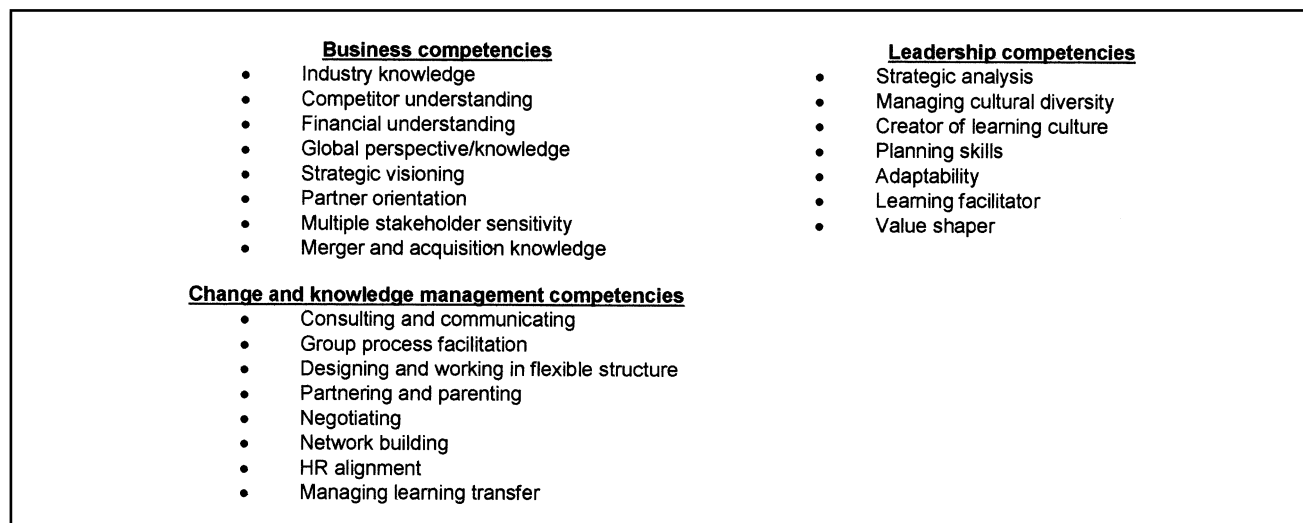 Business competencies
• Industry knowledge
• Competitor understanding
• Financial understanding
• Global perspective/knowledge
• Strategic visioning
• Partner orientation
• Multiple stakeholder sensitivity
• Merger and acquisition knowledge
Change and knowledge management competencies
• Consulting and communicating
• Group process facilitation
• Designing and working in flexible structure
• Partnering and parenting
• Negotiating
• Network building
• HR alignment
• Managing learning transfer
Leadership competencies
• Strategic analysis
• Managing cultural diversity
• Creator of learning culture
• Planning skills
• Adaptability
• Learning facilitator
• Value shaper